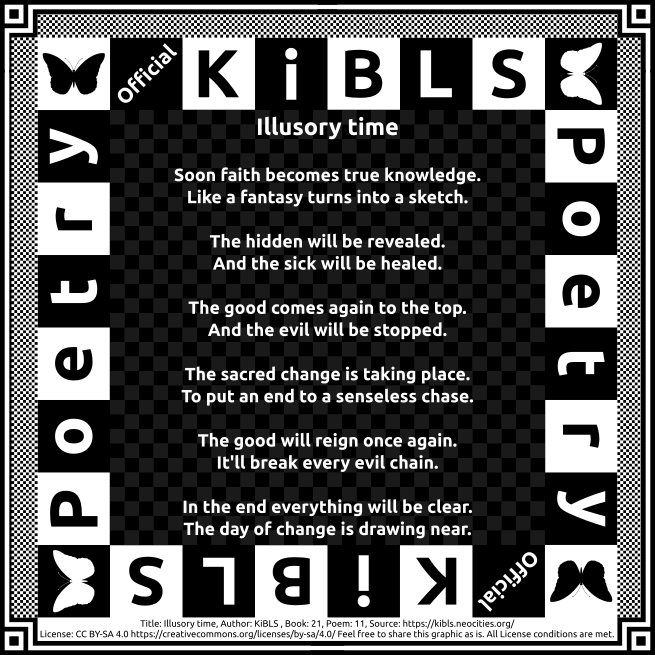 Official
KiBLS
Poetry
Poetry
Illusory time
Soon faith becomes true knowledge.
Like a fantasy turns into a sketch.
The hidden will be revealed.
And the sick will be healed.
The good comes again to the top.
And the evil will be stopped.
The sacred change is taking place.
To put an end to a senseless chase.
The good will reign once again.
It'll break every evil chain.
In the end everything will be clear.
The day of change is drawing near.
KiBLS
Official
Title: Illusory time, Author: KiBLS , Book: 21, Poem: 11, Source: https://kibls.neocities.org/
License: CC BY-SA 4.0 https://creativecommons.org/licenses/by-sa/4.0/ Feel free to share this graphic as is. All License conditions are met.